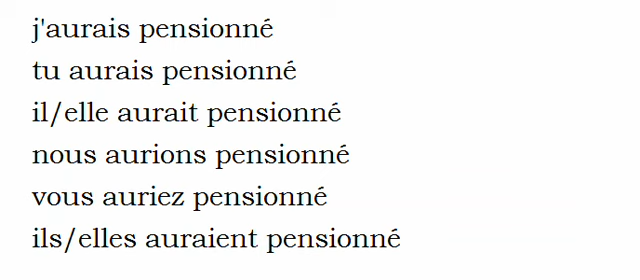 j'aurais pensionné
tu aurais pensionné
il/elle aurait pensionné
nous aurions pensionné
vous auriez pensionné
ils/elles auraient pensionné